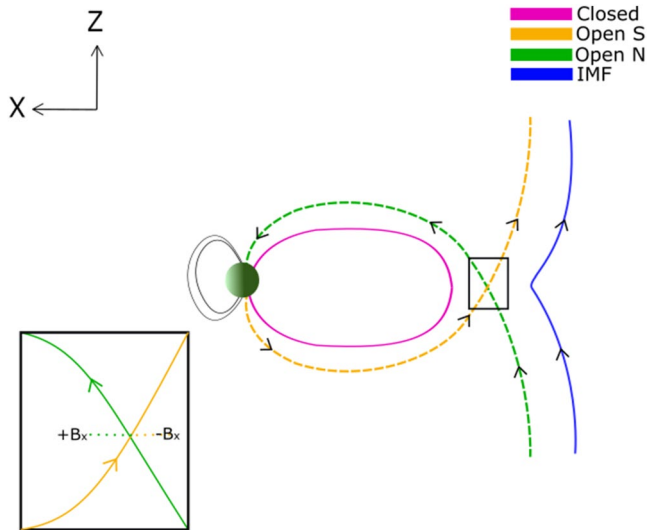 Z
X
Closed
Open S
Open N
IMF
+Bₓ
-Bₓ